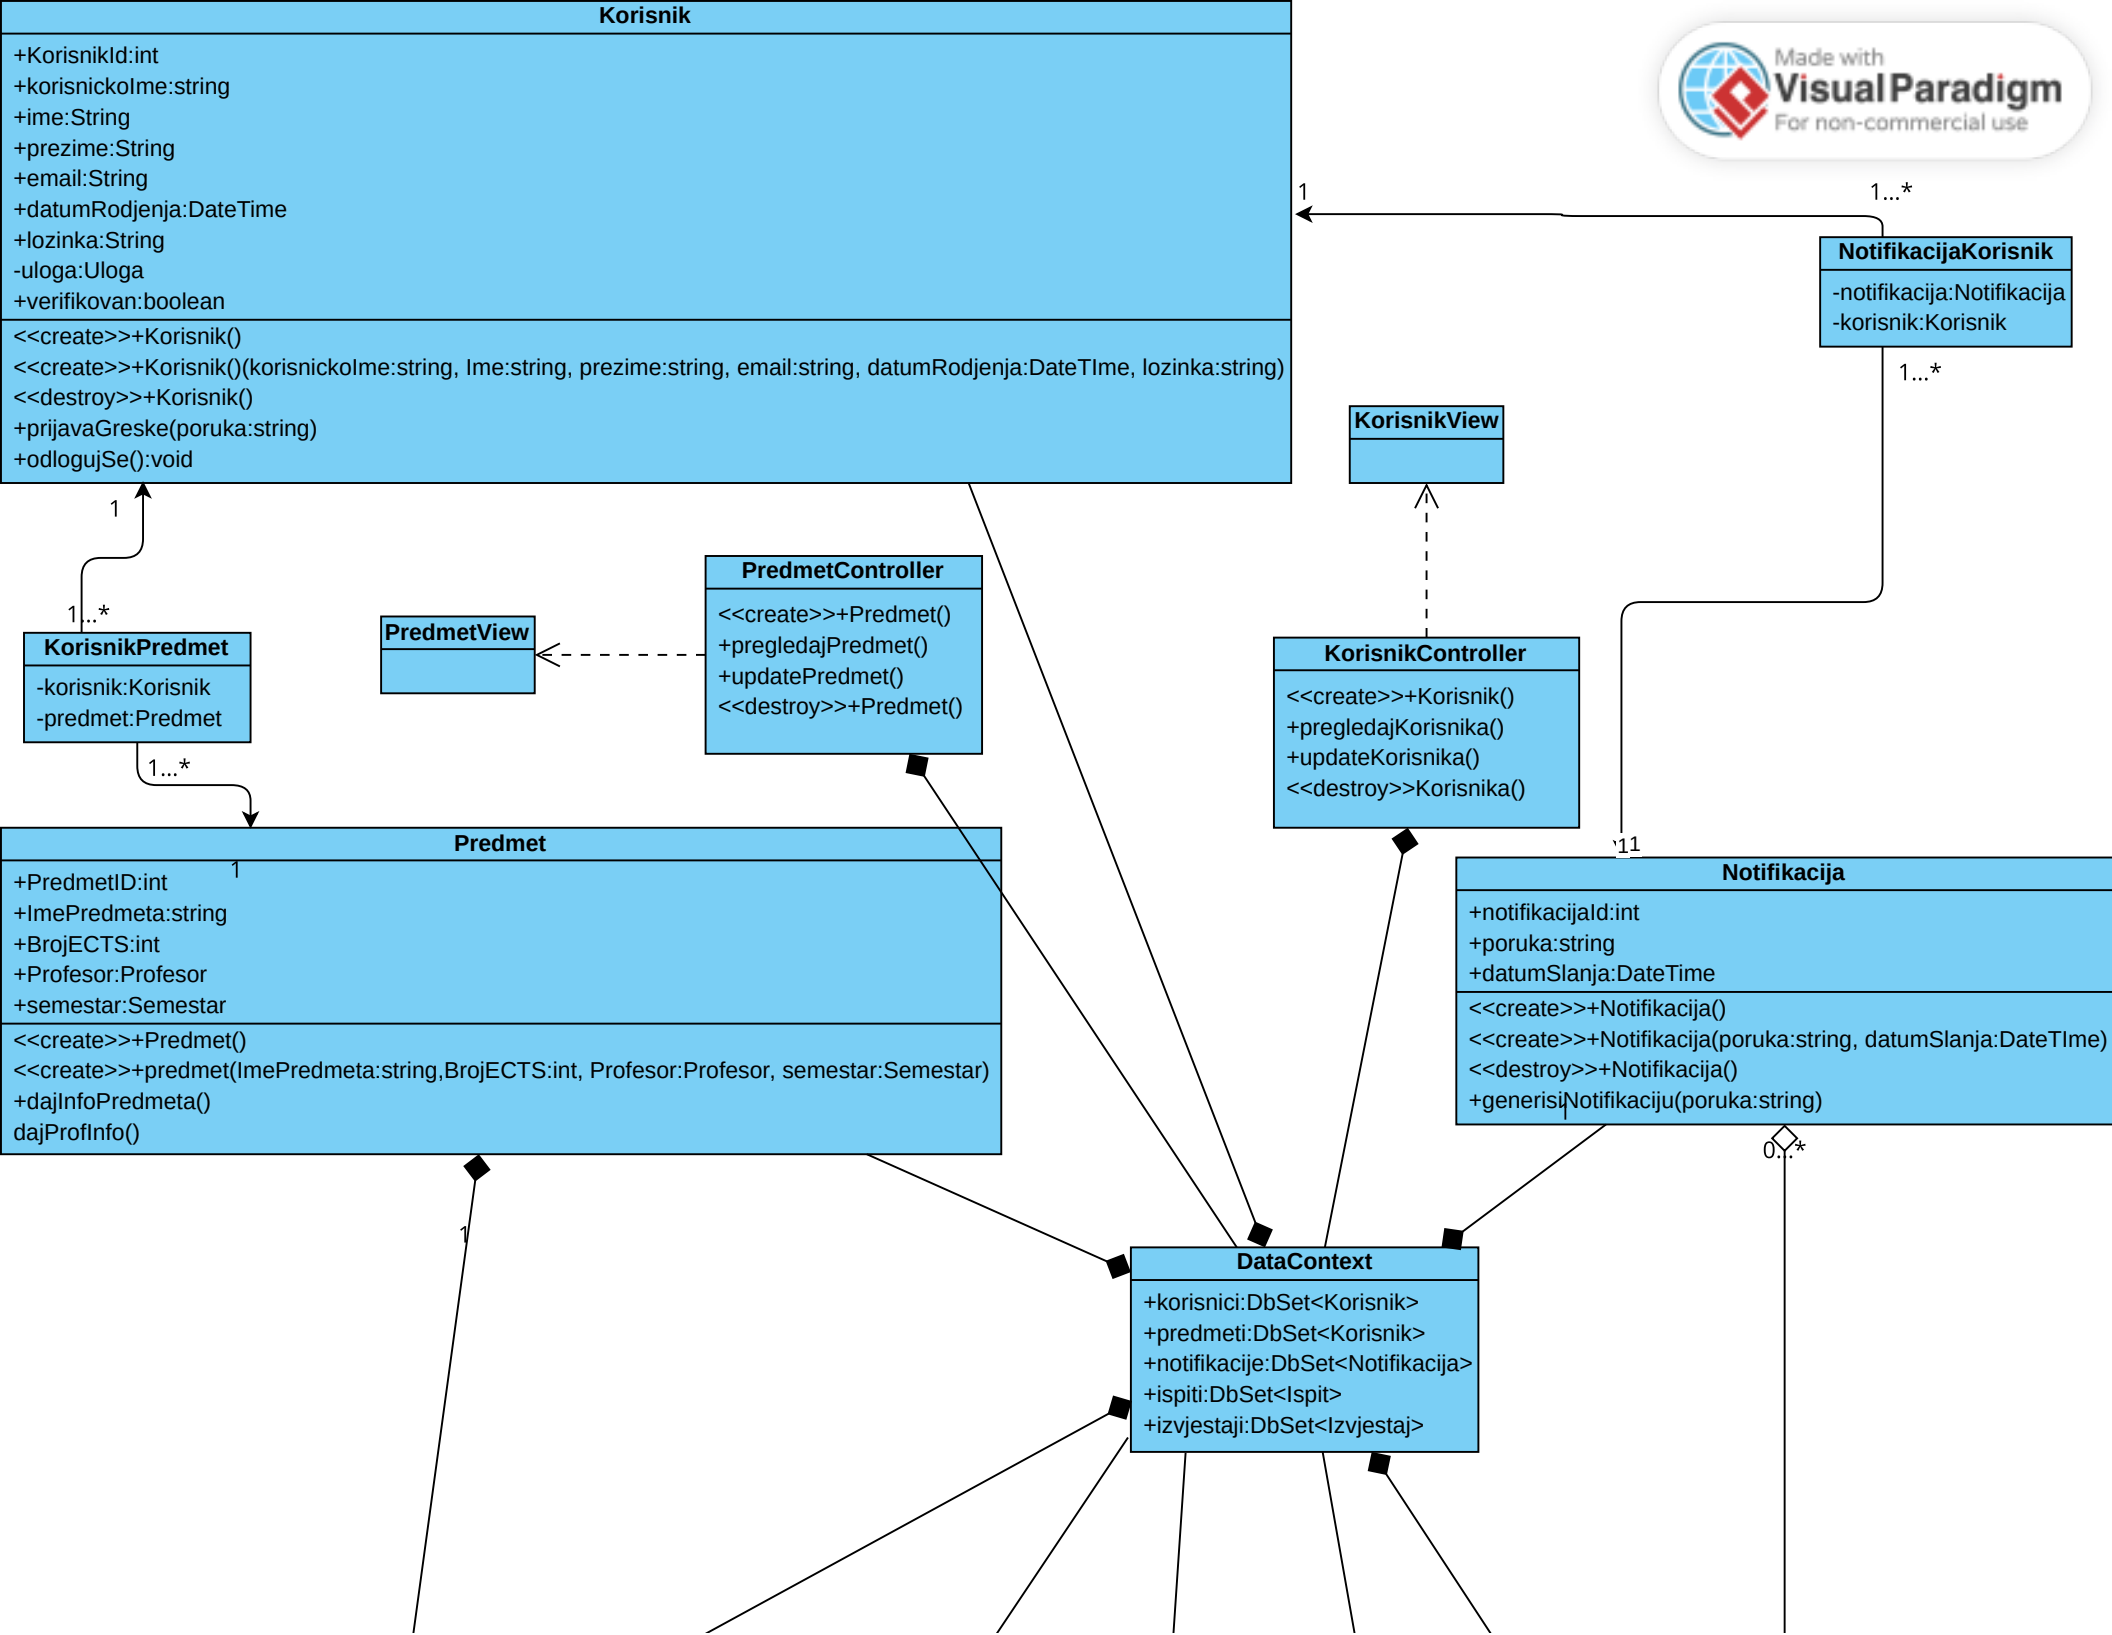 Korisnik
+KorisnikId:int
+korisnickoIme:string
+ime:String
+prezime:String
+email:String
+datumRodjenja:DateTime
+lozinka:String
-uloga:Uloga
+verifikovan:boolean
<<create>>+Korisnik()
<<create>>+Korisnik()(korisnickoIme:string, Ime:string, prezime:string, email:string, datumRodjenja:DateTIme, lozinka:string)
<<destroy>>+Korisnik()
+prijavaGreske(poruka:string)
+odlogujSe():void
Made with
Visual Paradigm
For non-commercial use
1
1...*
NotifikacijaKorisnik
-notifikacija:Notifikacija
-korisnik:Korisnik
1...*
KorisnikView
1
1...*
KorisnikPredmet
-korisnik:Korisnik
-predmet:Predmet
1...*
PredmetView
PredmetController
<<create>>+Predmet()
+pregledajPredmet()
+updatePredmet()
<<destroy>>+Predmet()
KorisnikController
<<create>>+Korisnik()
+pregledajKorisnika()
+updateKorisnika()
<<destroy>>Korisnika()
11
Predmet
1
+PredmetID:int
+ImePredmeta:string
+BrojECTS:int
+Profesor:Profesor
+semestar:Semestar
<<create>>+Predmet()
<<create>>+predmet(ImePredmeta:string,BrojECTS:int, Profesor:Profesor, semestar:Semestar)
+dajInfoPredmeta()
dajProfInfo()
1
Notifikacija
+notifikacijaId:int
+poruka:string
+datumSlanja:DateTime
<<create>>+Notifikacija()
<<create>>+Notifikacija(poruka:string, datumSlanja:DateTIme)
<<destroy>>+Notifikacija()
+generisiNotifikaciju(poruka:string)
1
0...*
DataContext
+korisnici:DbSet<Korisnik>
+predmeti:DbSet<Korisnik>
+notifikacije:DbSet<Notifikacija>
+ispiti:DbSet<Ispit>
+izvjestaji:DbSet<Izvjestaj>